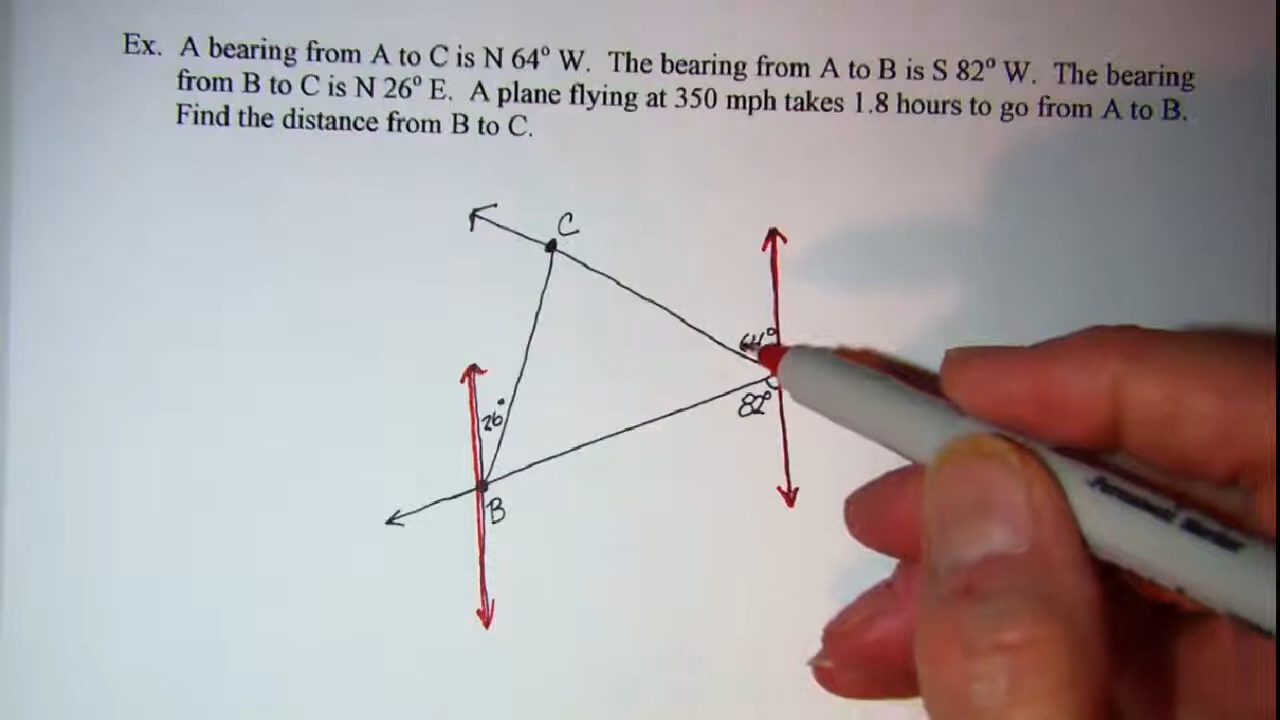 Ex. A bearing from A to C is N 64° W. The bearing from A to B is S 82° W. The bearing
from B to C is N 26° E. A plane flying at 350 mph takes 1.8 hours to go from A to B.
Find the distance from B to C.
C
64°
82°
26°
B
Permanent Marker